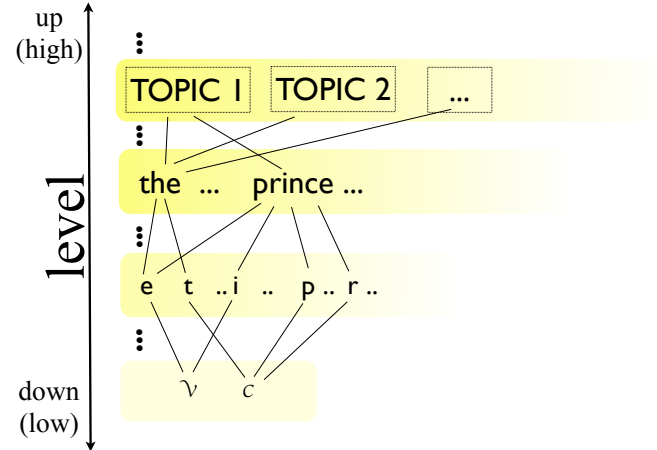 up
(high)
TOPIC 1 TOPIC 2 ...
the ... prince ...
level
e t .. i .. p .. r ..
down
(low)
V C